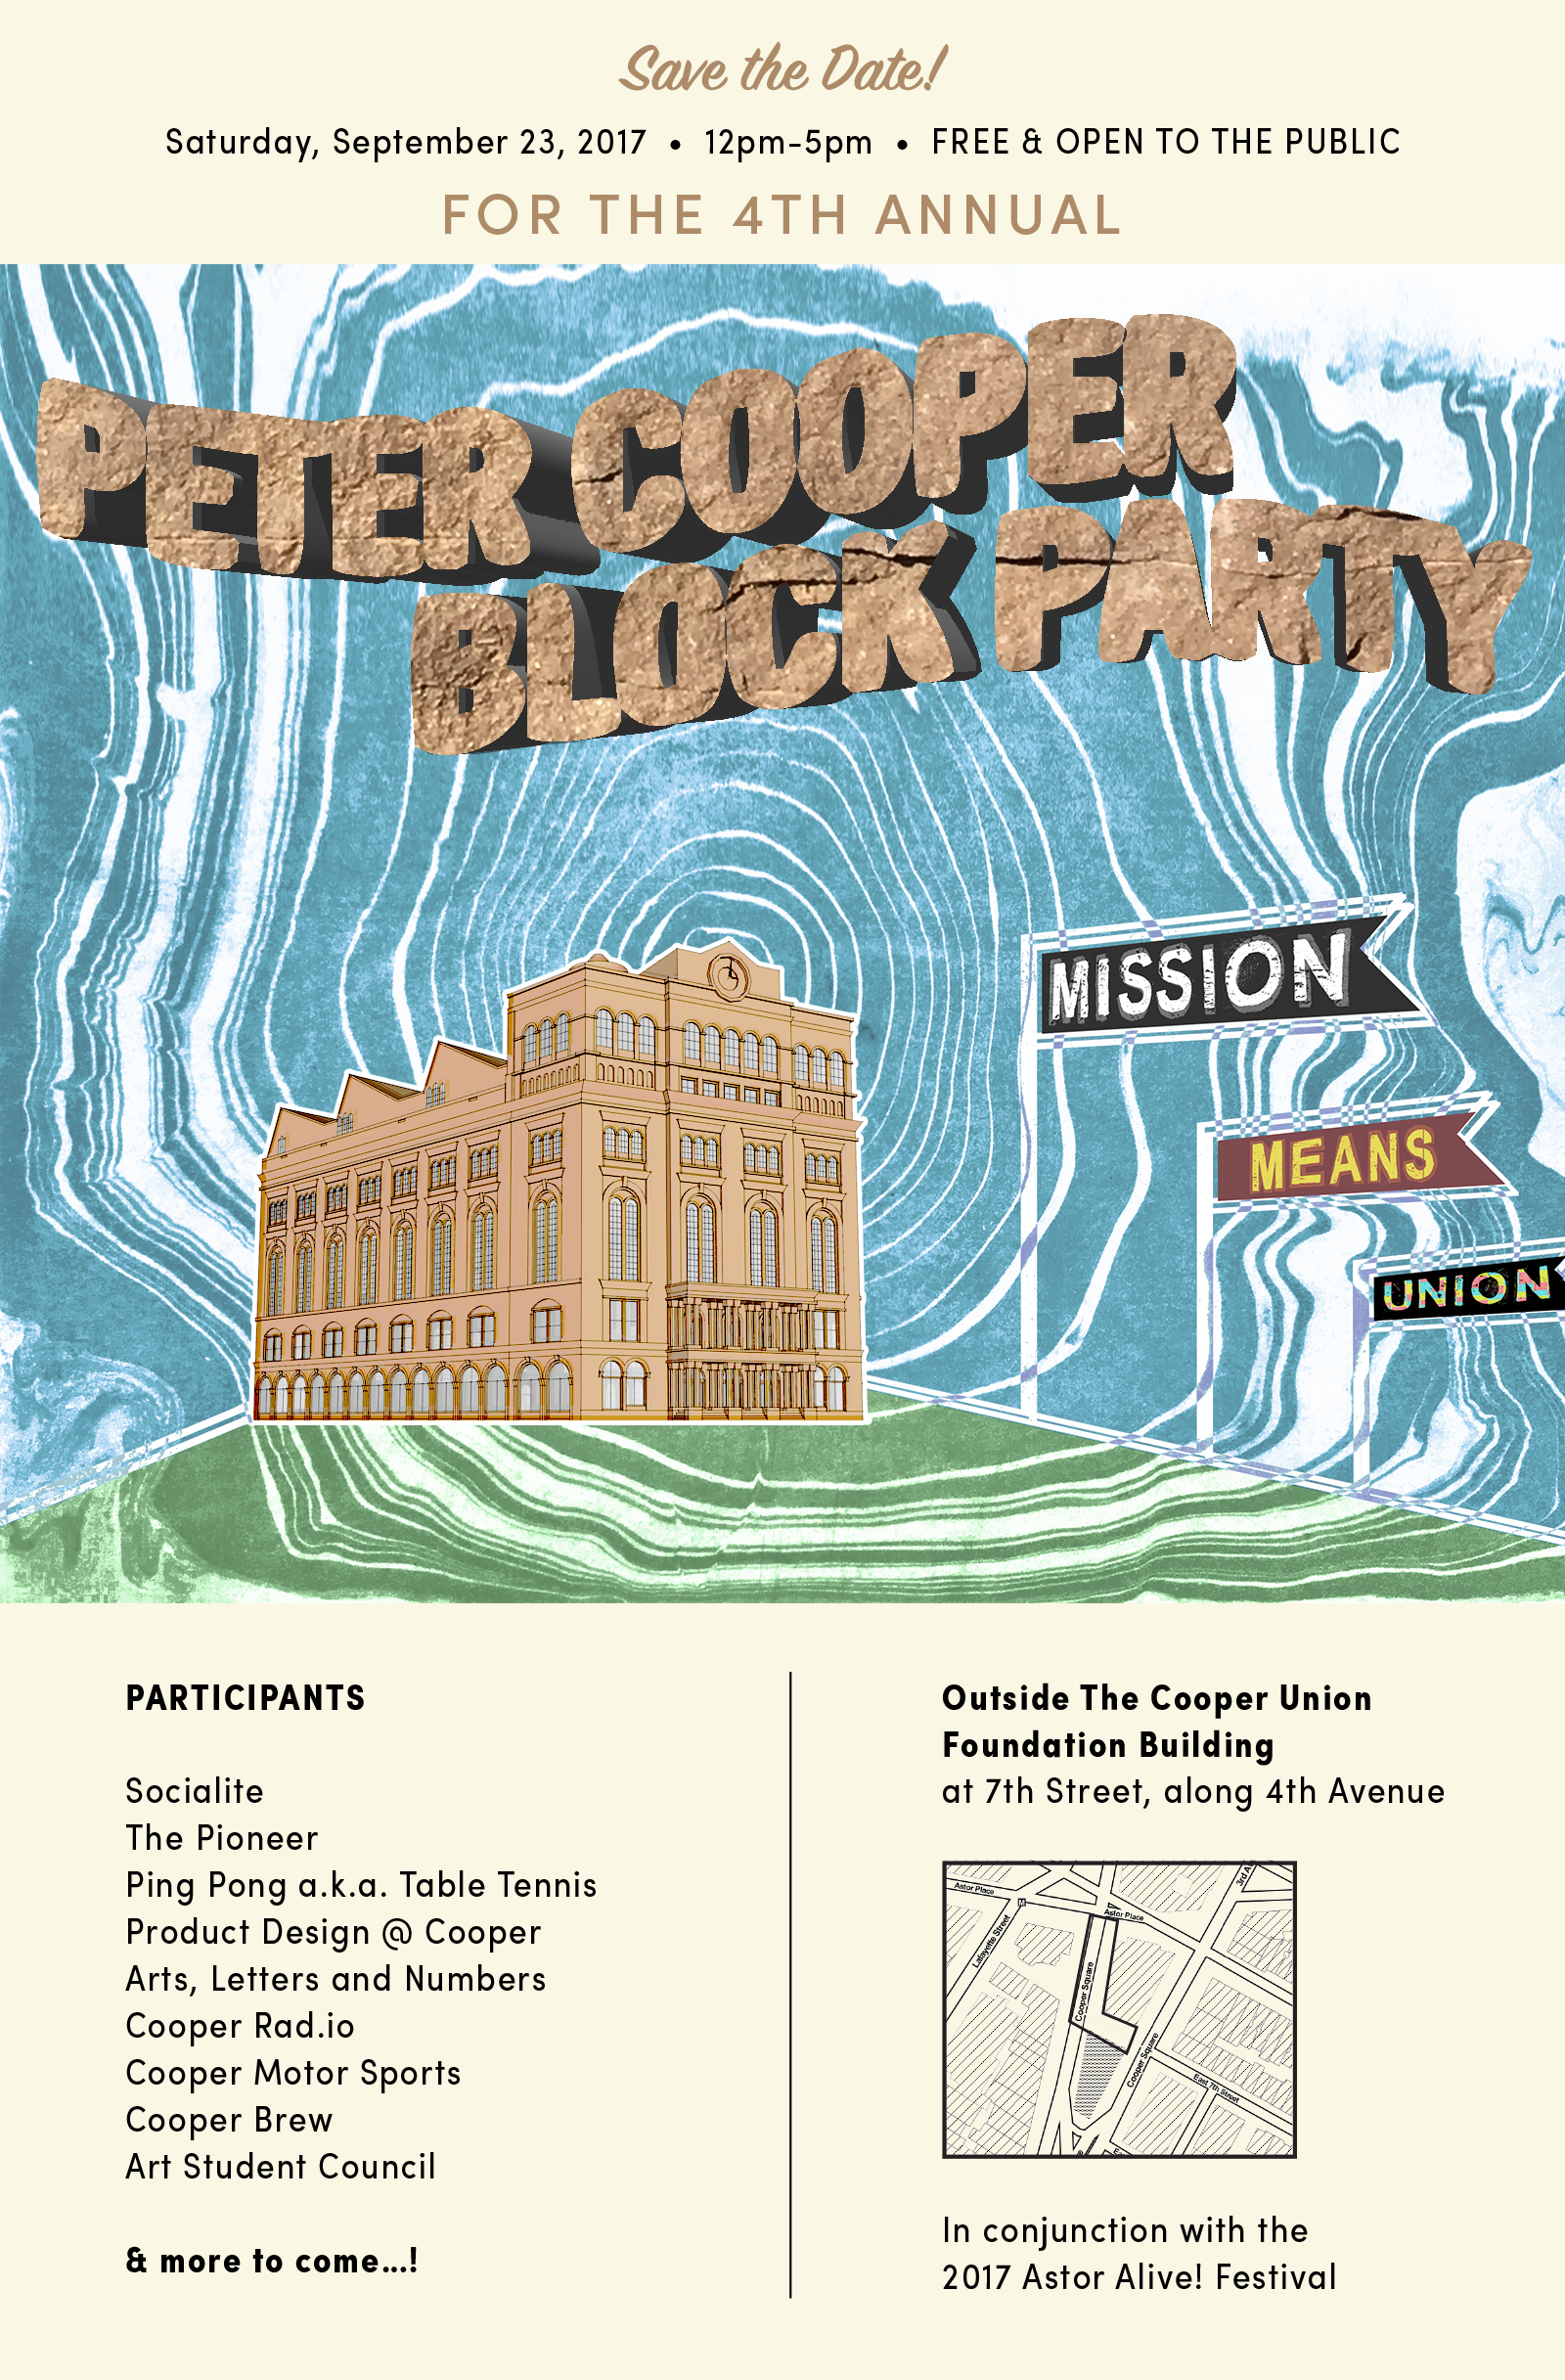 Save the Date!
Saturday, September 23, 2017 • 12pm-5pm • FREE & OPEN TO THE PUBLIC
FOR THE 4TH ANNUAL
PETER COOPER
BLOCK PARTY
MISSION
MEANS
UNION
PARTICIPANTS
Socialite
The Pioneer
Ping Pong a.k.a. Table Tennis
Product Design @ Cooper
Arts, Letters and Numbers
Cooper Rad.io
Cooper Motor Sports
Cooper Brew
Art Student Council
& more to come...!
Outside The Cooper Union
Foundation Building
at 7th Street, along 4th Avenue
Astor Place
Astor Place
3rd
Lafayette Street
Cooper Square
Cooper Square
East 7th Street
In conjunction with the
2017 Astor Alive! Festival